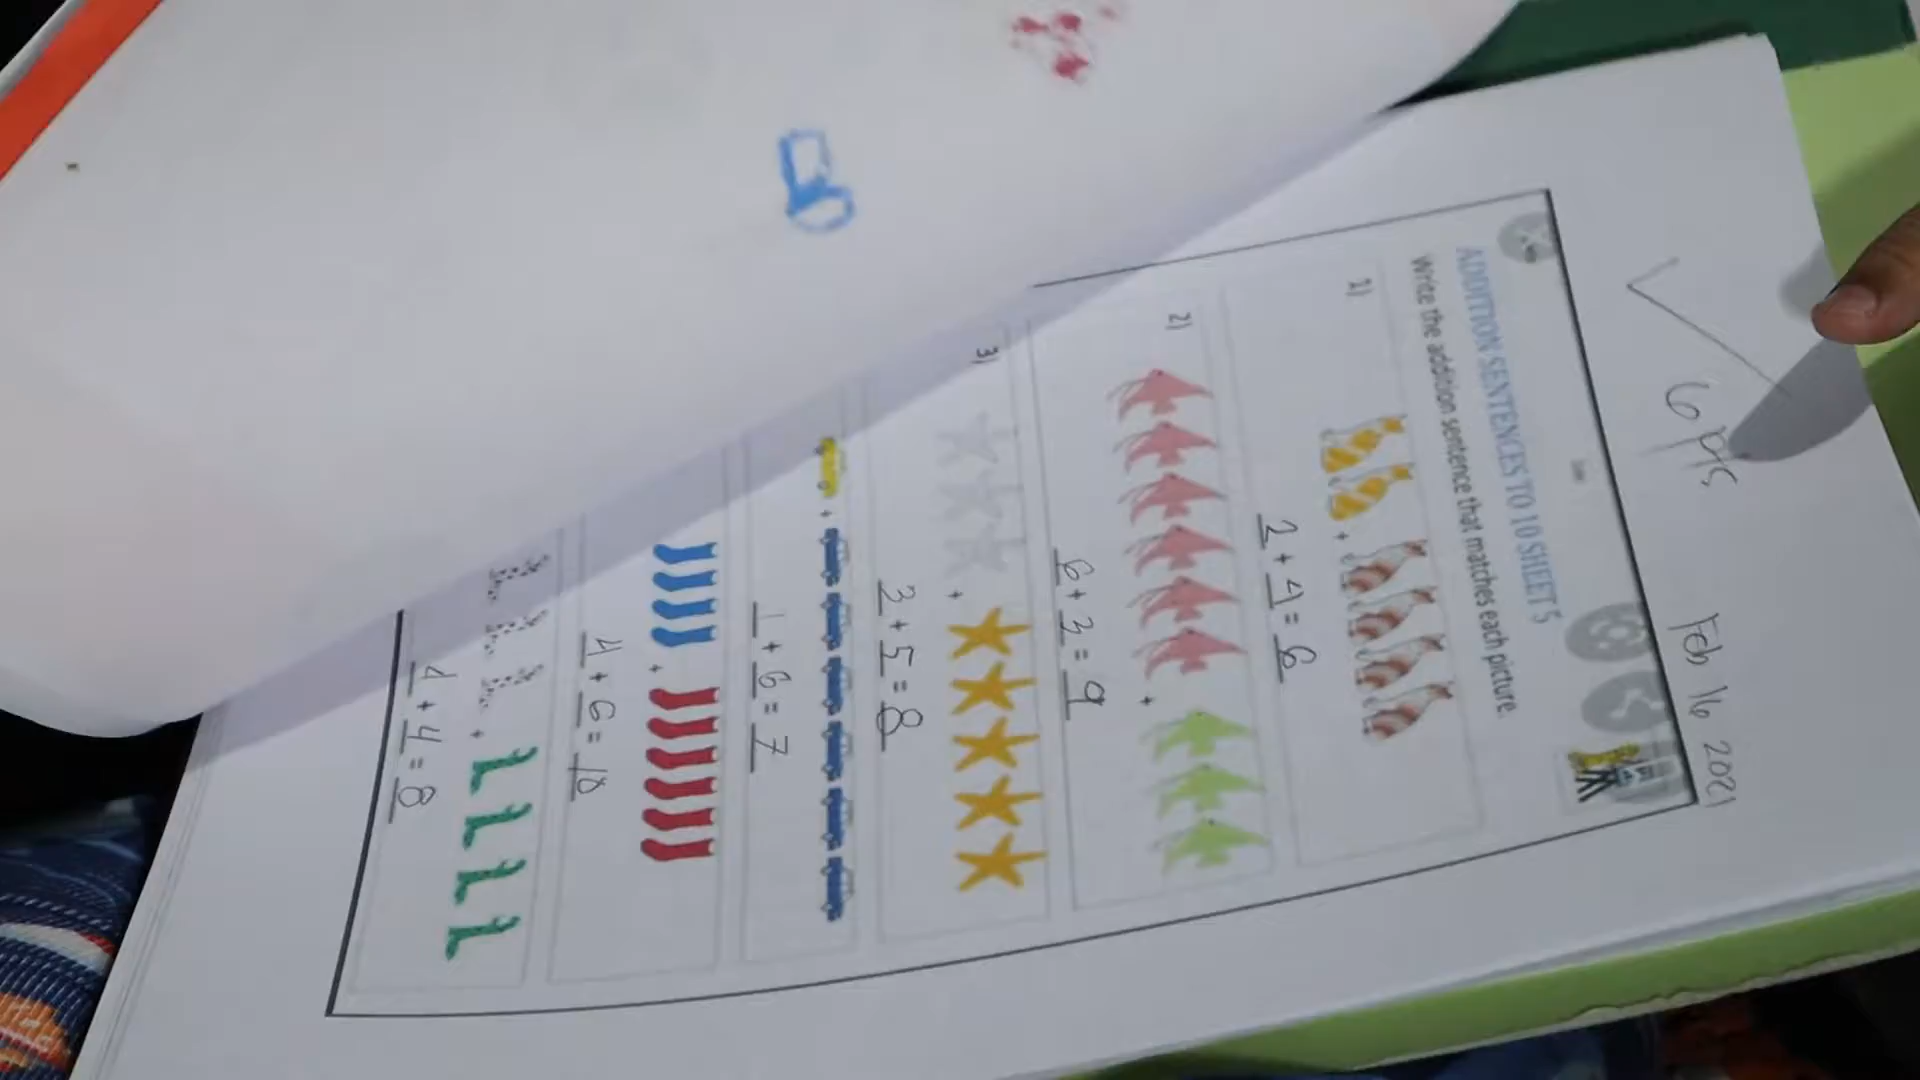 6 pts
Feb 16 2021
ADDITION SENTENCES TO 10 SHEET 5
Write the addition sentence that matches each picture.
1)
+
2 + 4 = 6
2)
+
6 + 3 = 9
3)
+
3 + 5 = 8
+
1 + 6 = 7
+
4 + 6 = 10
+
4 + 4 = 8